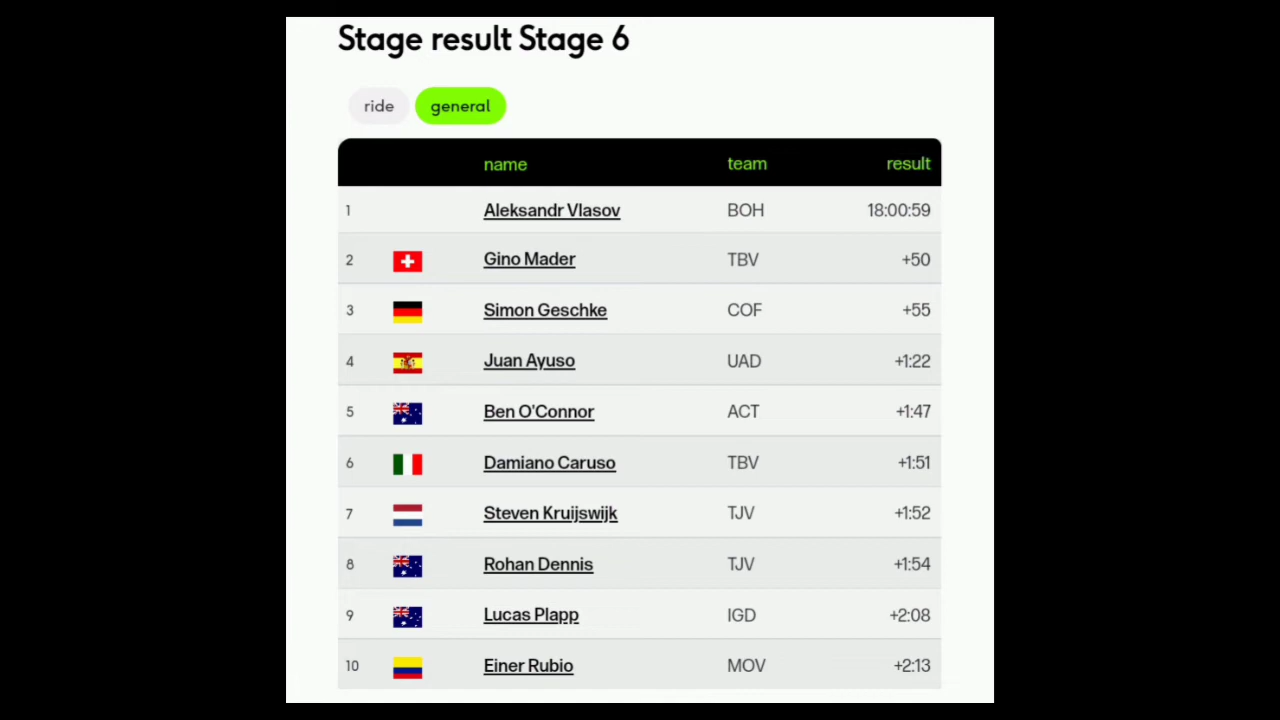 Stage result Stage 6
ride general
name team result
1 Aleksandr Vlasov BOH 18:00:59
2 Gino Mader TBV +50
3 Simon Geschke COF +55
4 Juan Ayuso UAD +1:22
5 Ben O'Connor ACT +1:47
6 Damiano Caruso TBV +1:51
7 Steven Kruijswijk TJV +1:52
8 Rohan Dennis TJV +1:54
9 Lucas Plapp IGD +2:08
10 Einer Rubio MOV +2:13